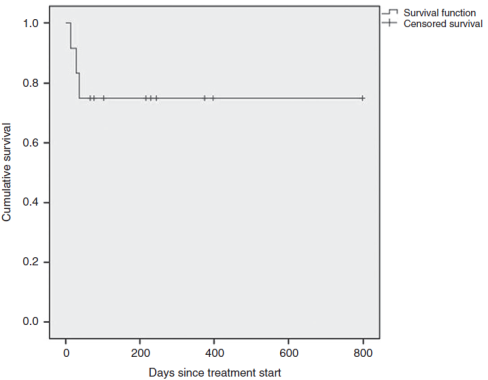 Survival function
Censored survival
1.0
0.8
0.6
0.4
0.2
0.0
Cumulative survival
0 200 400 600 800
Days since treatment start